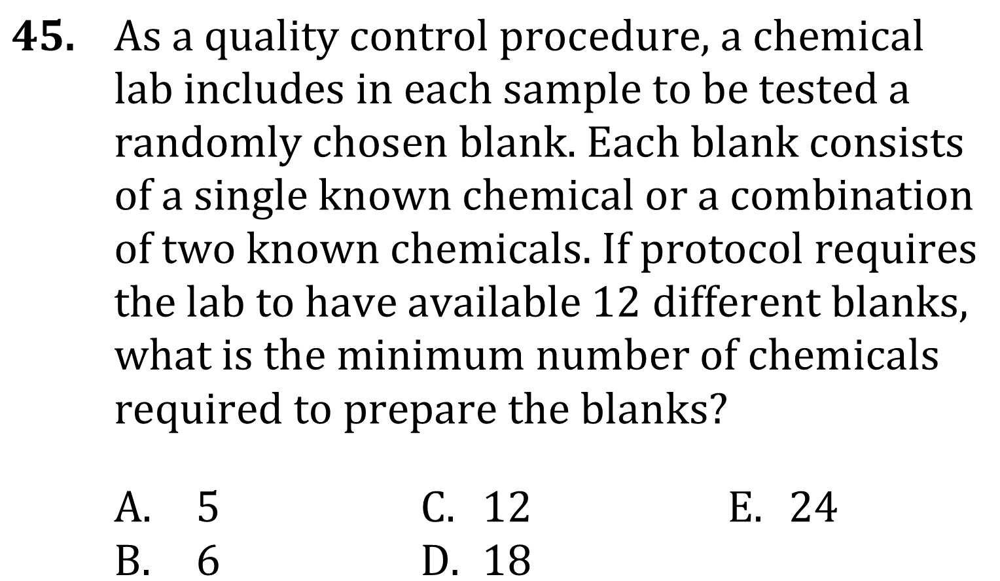 45. As a quality control procedure, a chemical
lab includes in each sample to be tested a
randomly chosen blank. Each blank consists
of a single known chemical or a combination
of two known chemicals. If protocol requires
the lab to have available 12 different blanks,
what is the minimum number of chemicals
required to prepare the blanks?
A. 5 C. 12 E. 24
B. 6 D. 18